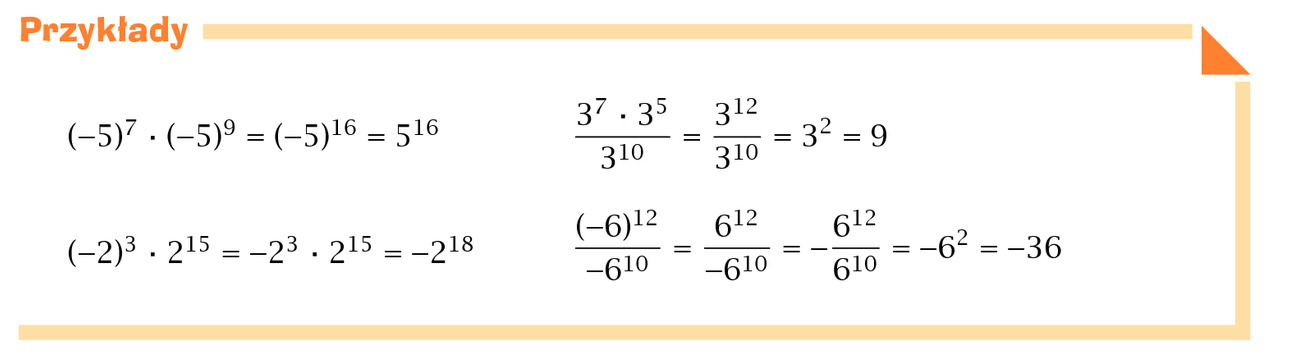 Przykłady
(−5)⁷ · (−5)⁹ = (−5)¹⁶ = 5¹⁶
(3⁷ · 3⁵)/3¹⁰ = 3¹²/3¹⁰ = 3² = 9
(−2)³ · 2¹⁵ = −2³ · 2¹⁵ = −2¹⁸
(−6)¹²/−6¹⁰ = 6¹²/−6¹⁰ = −6¹²/6¹⁰ = −6² = −36